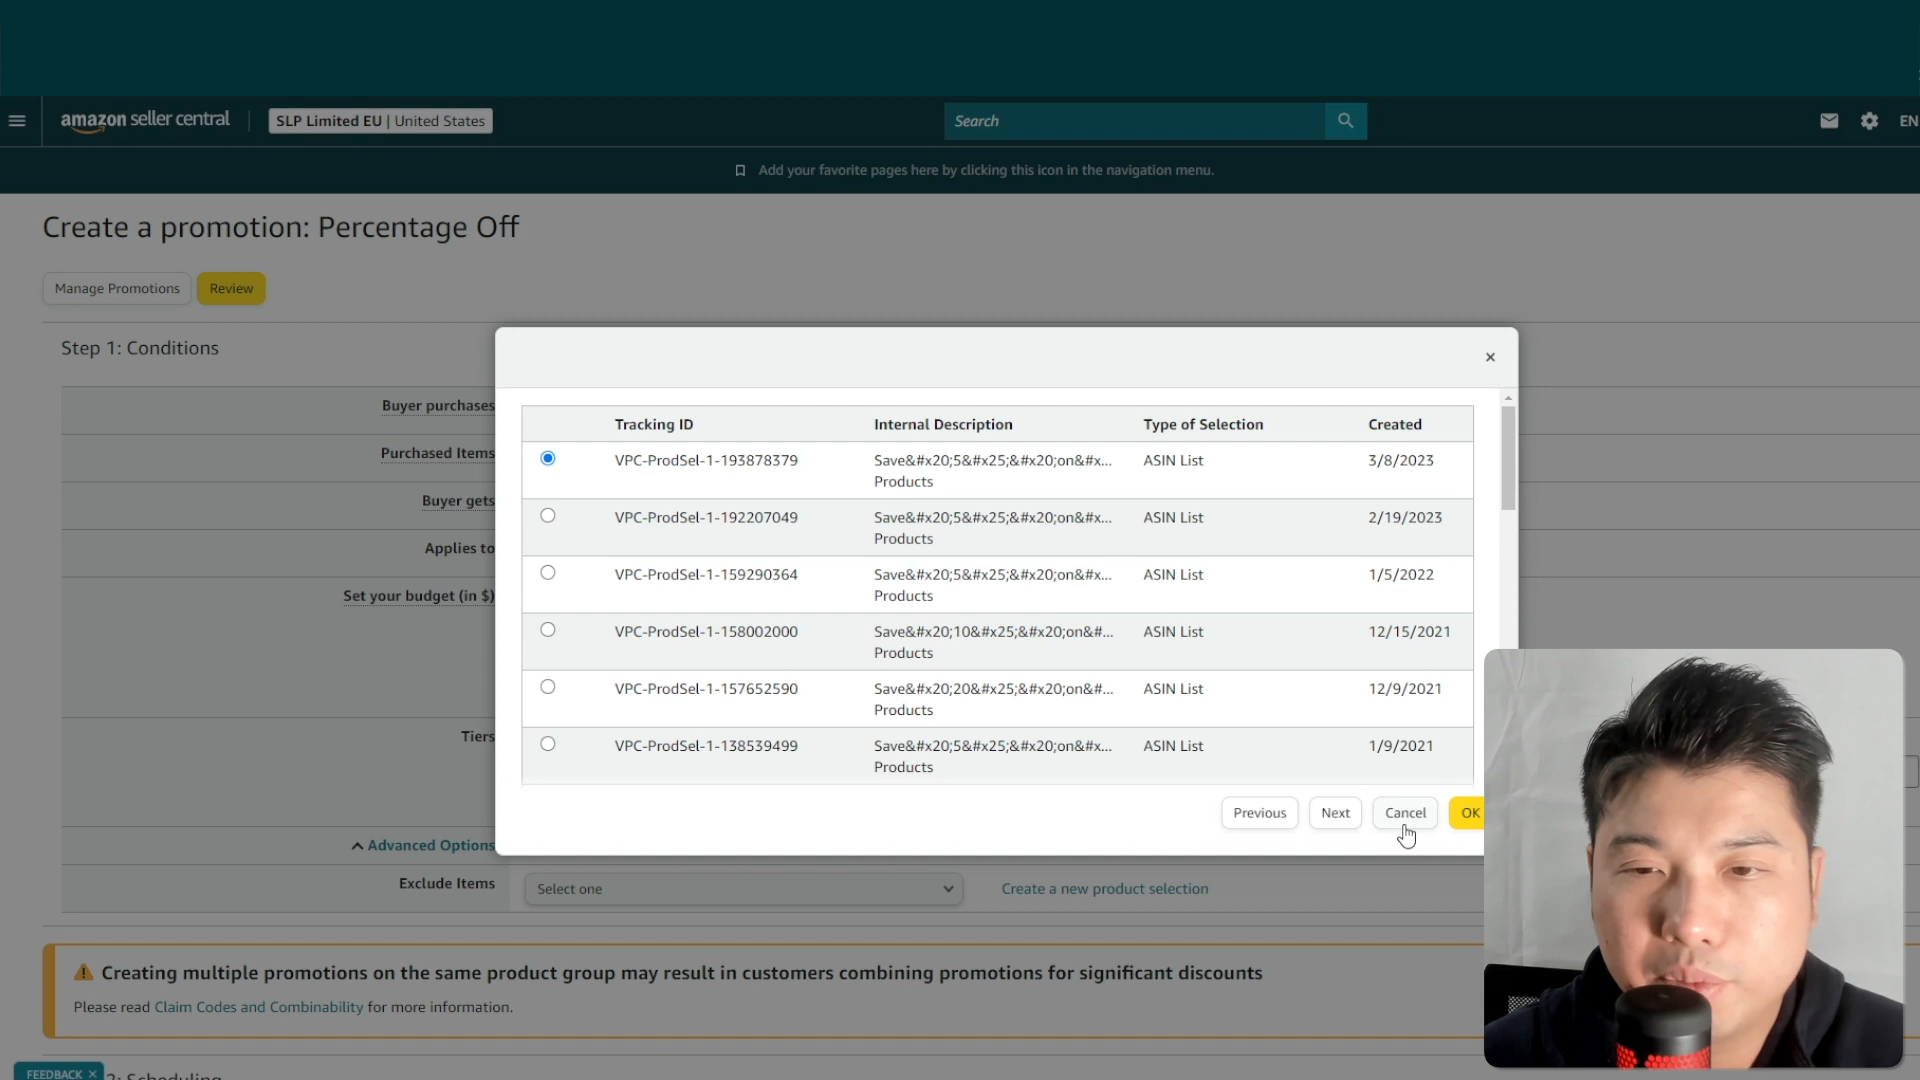 amazon seller central
SLP Limited EU | United States
Search
EN
Add your favorite pages here by clicking this icon in the navigation menu.
Create a promotion: Percentage Off
Manage Promotions
Review
Step 1: Conditions
Buyer purchases
Purchased Items
Buyer gets
Applies to
Set your budget (in $)
Tiers
Advanced Options
Exclude Items
Select one
Create a new product selection
×
Tracking ID Internal Description Type of Selection Created
VPC-ProdSel-1-193878379 Save&#x20;5&#x25;&#x20;on&#x... ASIN List 3/8/2023
Products
VPC-ProdSel-1-192207049 Save&#x20;5&#x25;&#x20;on&#x... ASIN List 2/19/2023
Products
VPC-ProdSel-1-159290364 Save&#x20;5&#x25;&#x20;on&#x... ASIN List 1/5/2022
Products
VPC-ProdSel-1-158002000 Save&#x20;10&#x25;&#x20;on&#... ASIN List 12/15/2021
Products
VPC-ProdSel-1-157652590 Save&#x20;20&#x25;&#x20;on&#... ASIN List 12/9/2021
Products
VPC-ProdSel-1-138539499 Save&#x20;5&#x25;&#x20;on&#x... ASIN List 1/9/2021
Products
Previous
Next
Cancel
OK
Creating multiple promotions on the same product group may result in customers combining promotions for significant discounts
Please read Claim Codes and Combinability for more information.
FEEDBACK ×
2: Scheduling